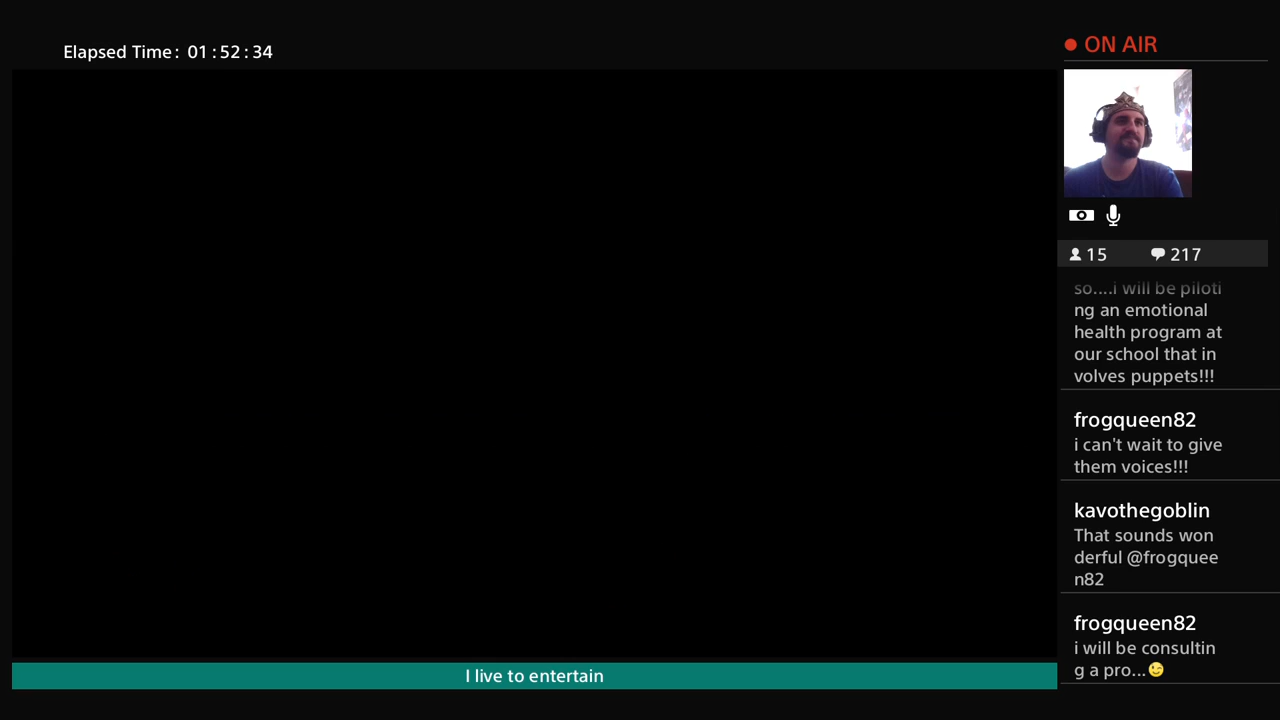 Elapsed Time: 01:52:34
ON AIR
15 217
so....i will be piloti
ng an emotional
health program at
our school that in
volves puppets!!!
frogqueen82
i can't wait to give
them voices!!!
kavothegoblin
That sounds won
derful @frogquee
n82
frogqueen82
i will be consultin
g a pro...😉
I live to entertain